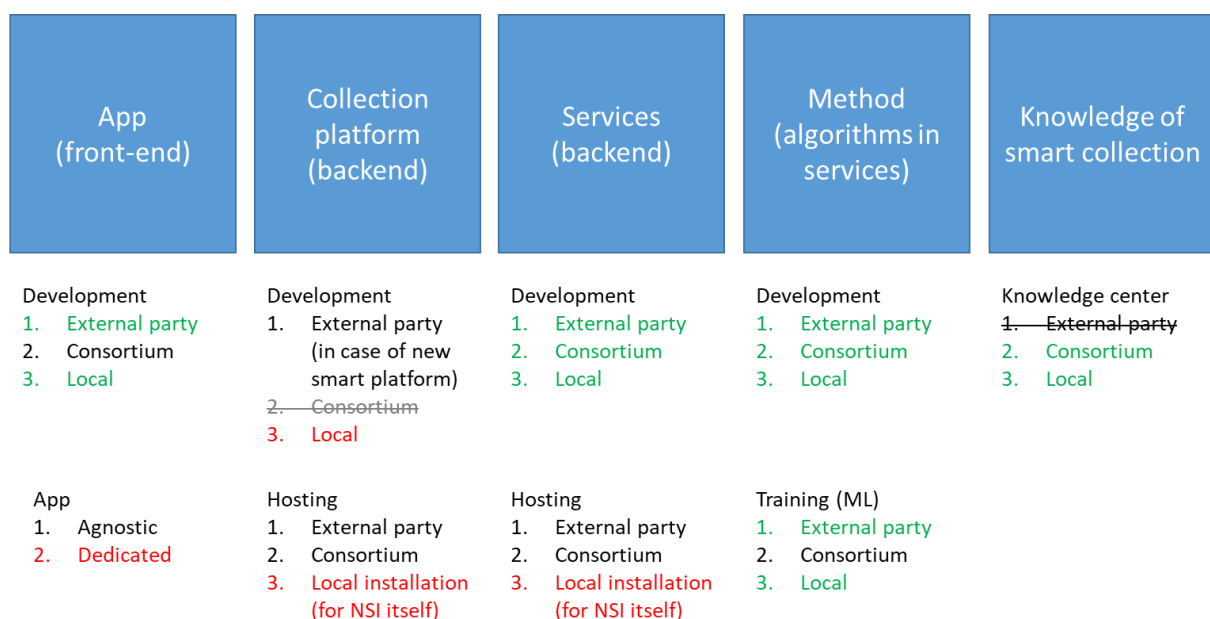 App
(front-end)
Collection
platform
(backend)
Services
(backend)
Method
(algorithms in
services)
Knowledge of
smart collection
Development
1. External party
2. Consortium
3. Local
Development
1. External party
(in case of new
smart platform)
2. Consortium
3. Local
Development
1. External party
2. Consortium
3. Local
Development
1. External party
2. Consortium
3. Local
Knowledge center
1. External party
2. Consortium
3. Local
App
1. Agnostic
2. Dedicated
Hosting
1. External party
2. Consortium
3. Local installation
(for NSI itself)
Hosting
1. External party
2. Consortium
3. Local installation
(for NSI itself)
Training (ML)
1. External party
2. Consortium
3. Local